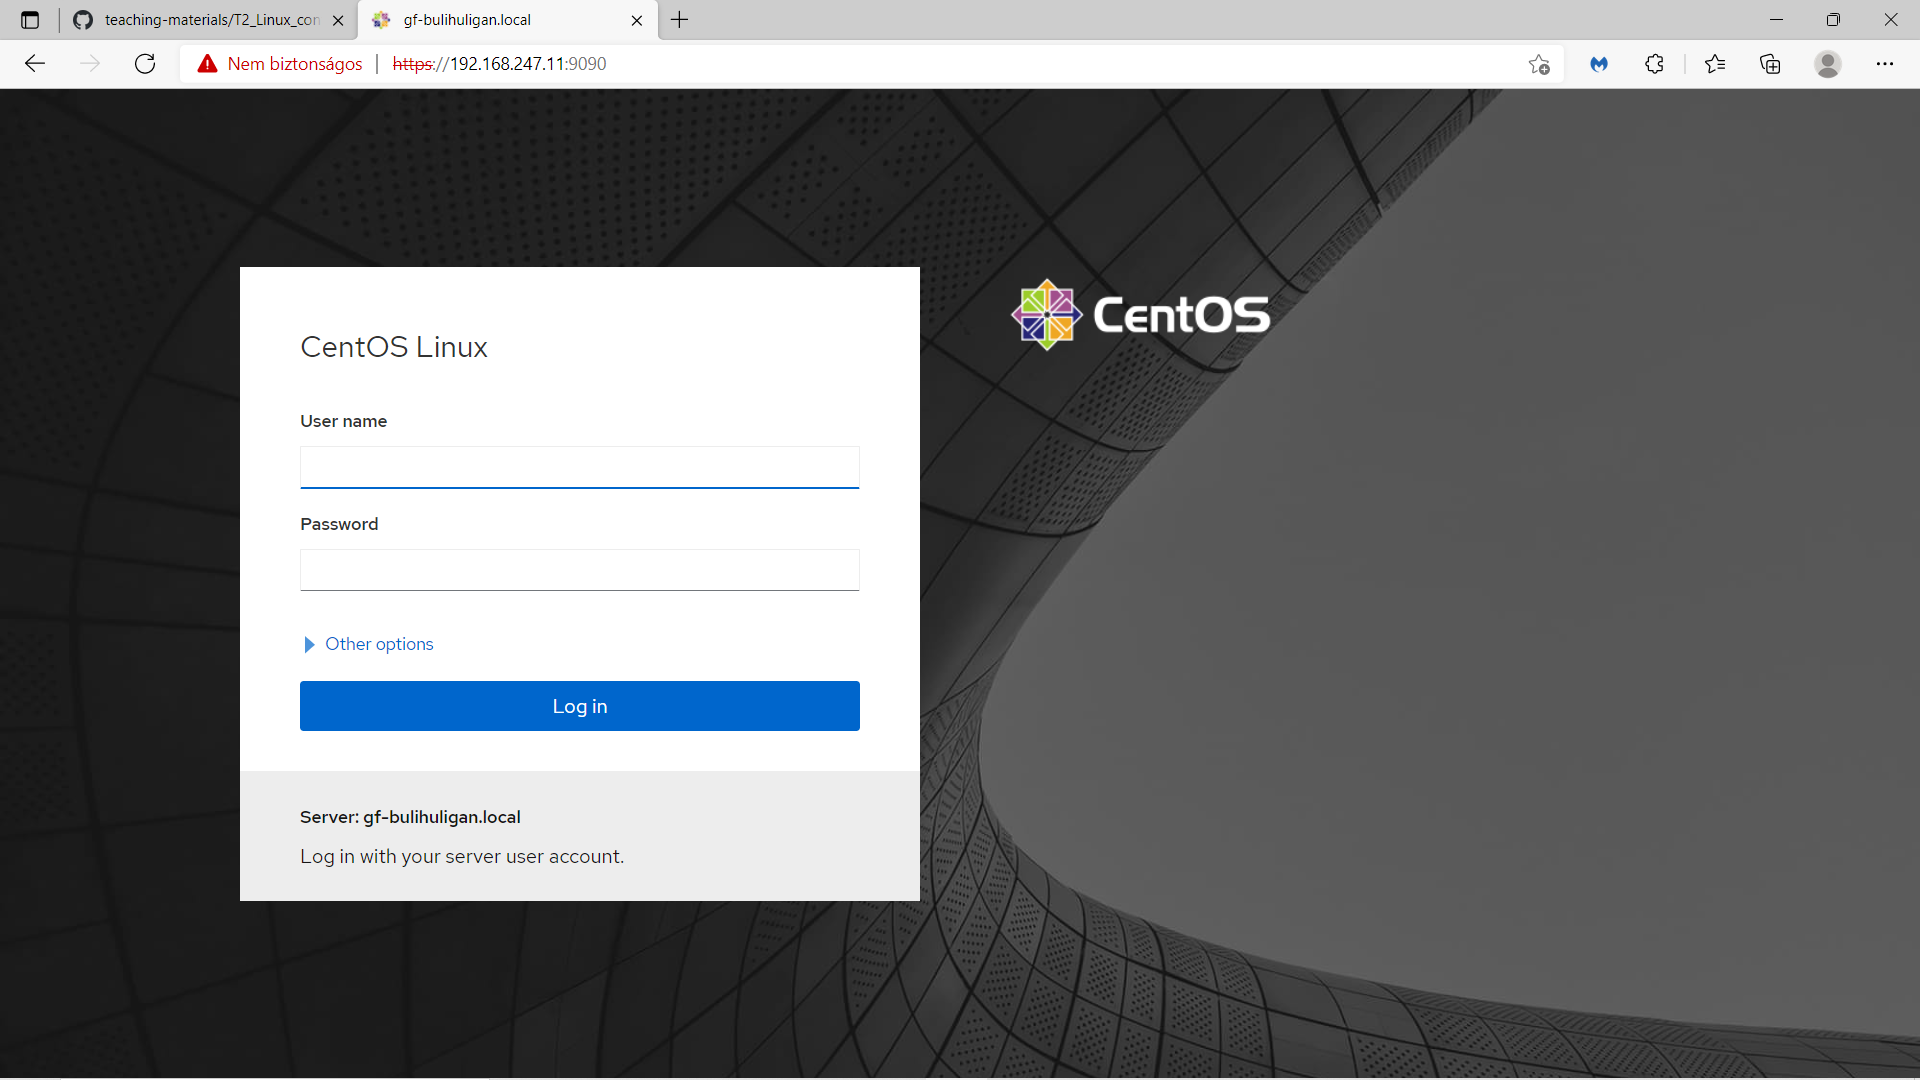 teaching-materials/T2_Linux_con
gf-bulihuligan.local
Nem biztonságos
https://192.168.247.11:9090
CentOS
CentOS Linux
User name
Password
Other options
Log in
Server: gf-bulihuligan.local
Log in with your server user account.